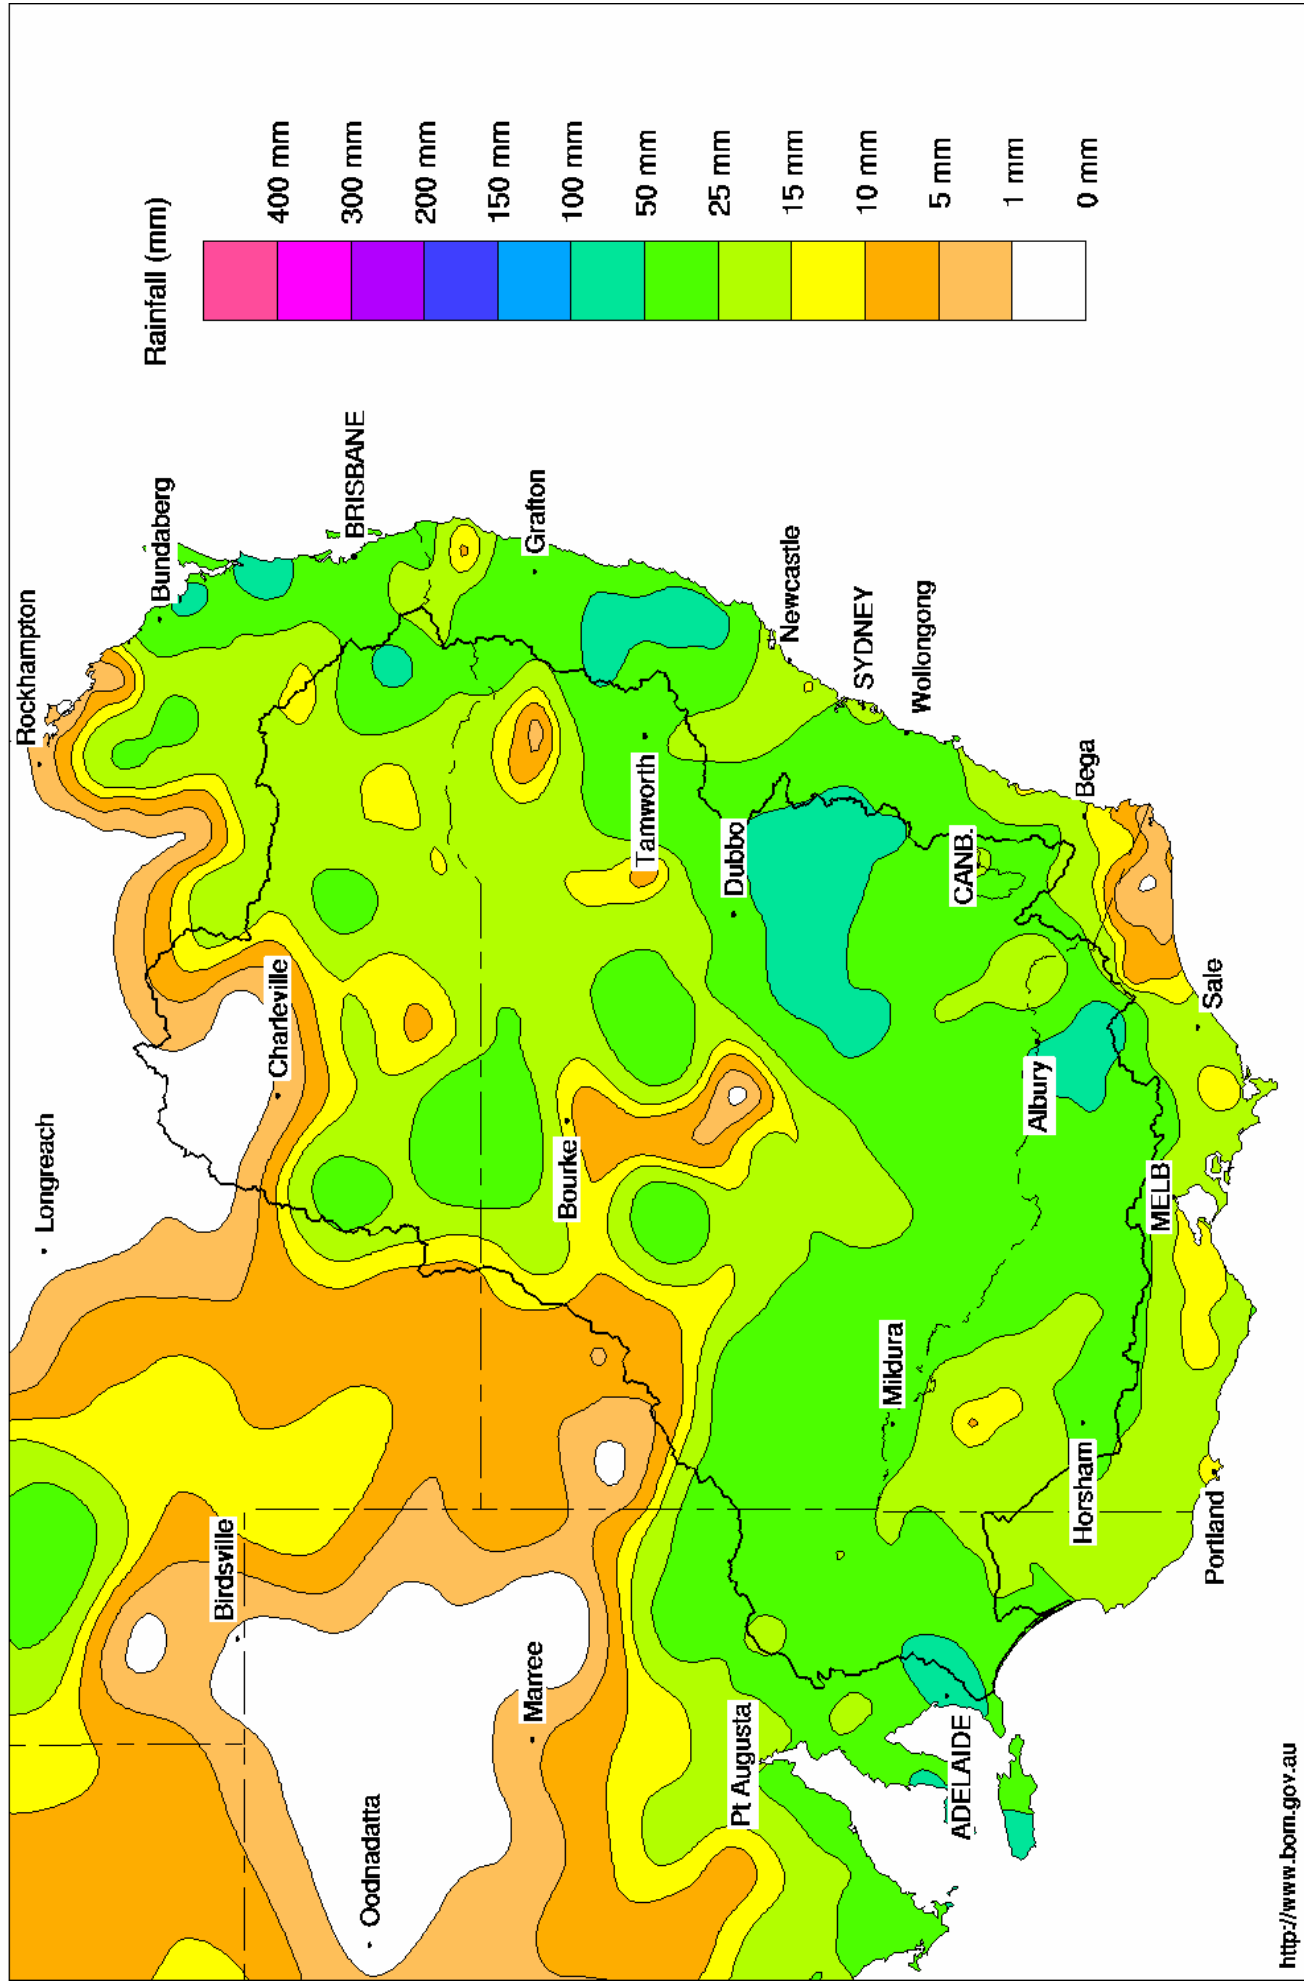 Rainfall (mm)
400 mm
300 mm
200 mm
150 mm
100 mm
50 mm
25 mm
15 mm
10 mm
5 mm
1 mm
0 mm
Longreach
Rockhampton
Bundaberg
Birdsville
Charleville
BRISBANE
Oodnadatta
Marree
Bourke
Grafton
Pt Augusta
Tamworth
Dubbo
Newcastle
Mildura
SYDNEY
Wollongong
ADELAIDE
CANB.
Albury
Horsham
Bega
MELB
Portland
Sale
http://www.bom.gov.au